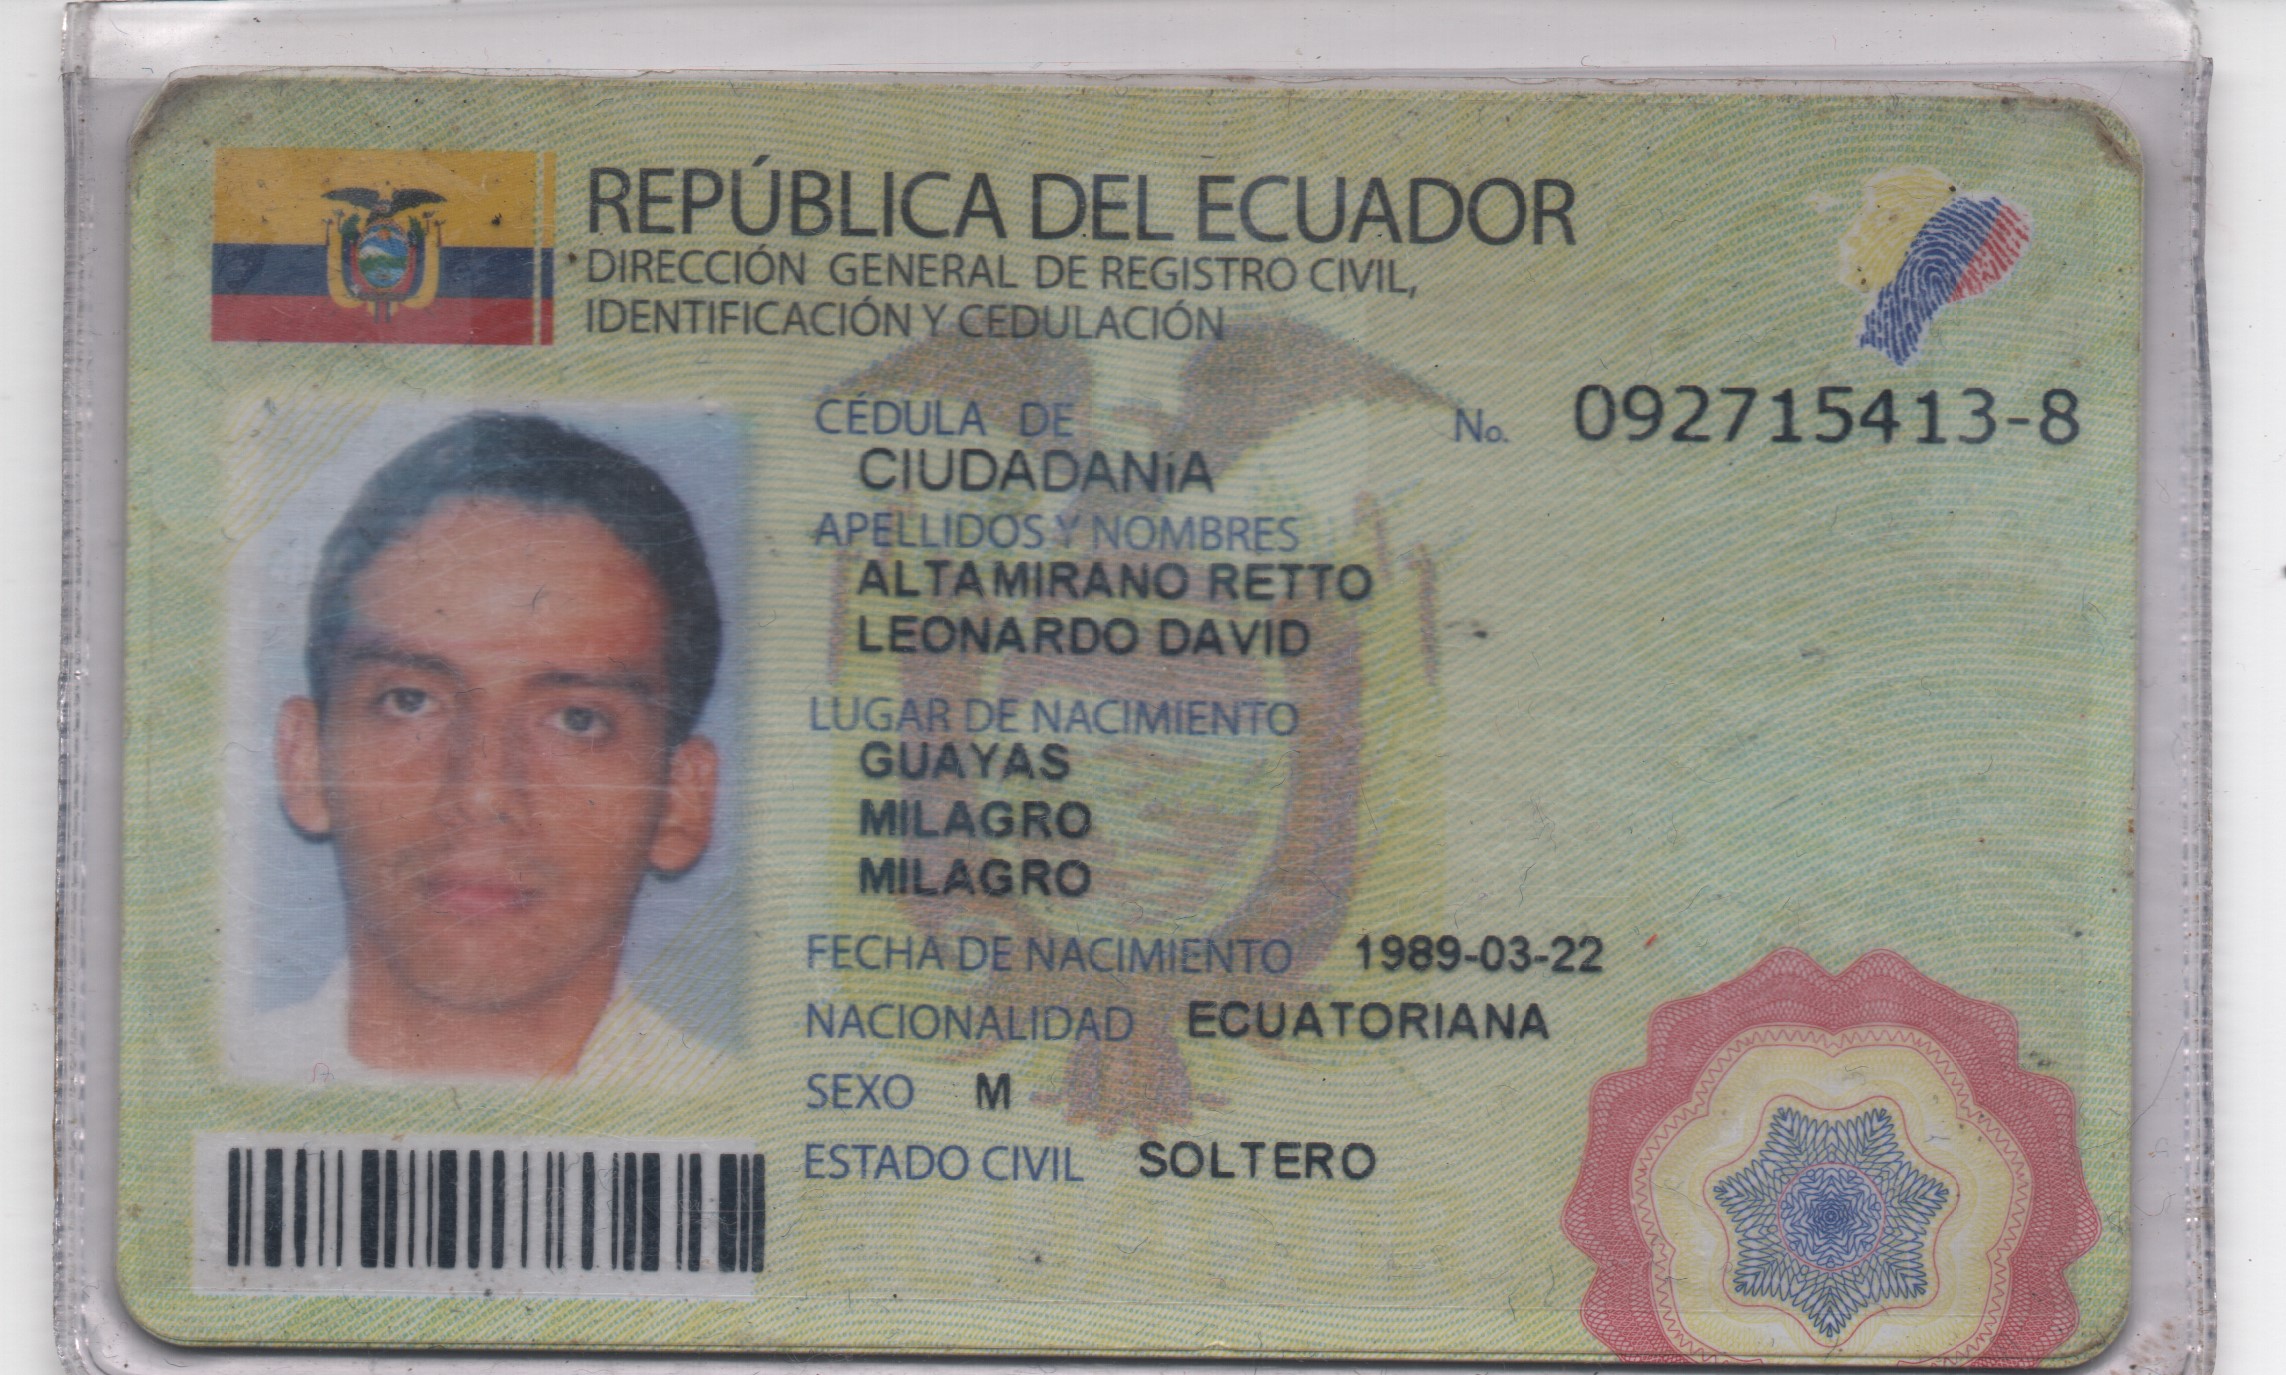 REPÚBLICA DEL ECUADOR
DIRECCIÓN GENERAL DE REGISTRO CIVIL,
IDENTIFICACIÓN Y CEDULACIÓN
CÉDULA DE
CIUDADANíA
No. 092715413-8
APELLIDOS Y NOMBRES
ALTAMIRANO RETTO
LEONARDO DAVID
LUGAR DE NACIMIENTO
GUAYAS
MILAGRO
MILAGRO
FECHA DE NACIMIENTO 1989-03-22
NACIONALIDAD ECUATORIANA
SEXO M
ESTADO CIVIL SOLTERO